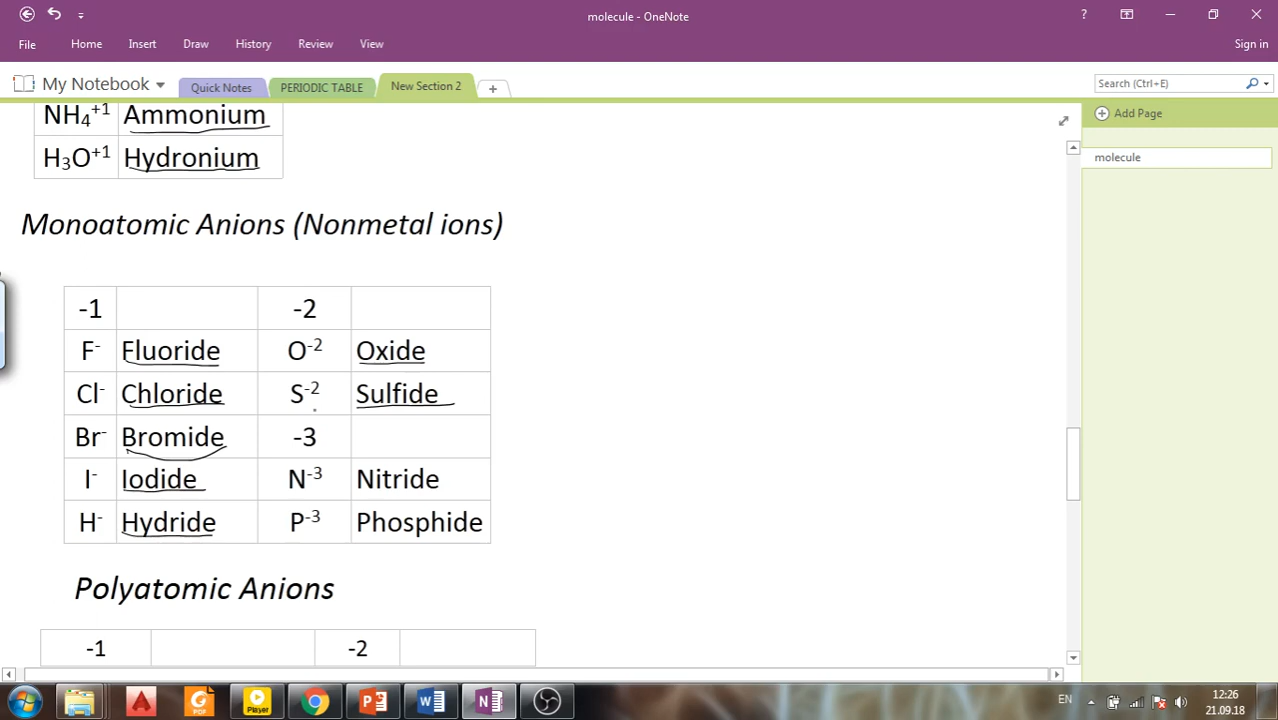 molecule - OneNote
?
File Home Insert Draw History Review View
Sign in
My Notebook Quick Notes PERIODIC TABLE New Section 2 +
Search (Ctrl+E)
Add Page
molecule
NH₄⁺¹ Ammonium
H₃O⁺¹ Hydronium
Monoatomic Anions (Nonmetal ions)
-1 -2
F⁻ Fluoride O⁻² Oxide
Cl⁻ Chloride S⁻² Sulfide
Br⁻ Bromide -3
I⁻ Iodide N⁻³ Nitride
H⁻ Hydride P⁻³ Phosphide
Polyatomic Anions
-1 -2
Player
EN
12:26
21.09.18